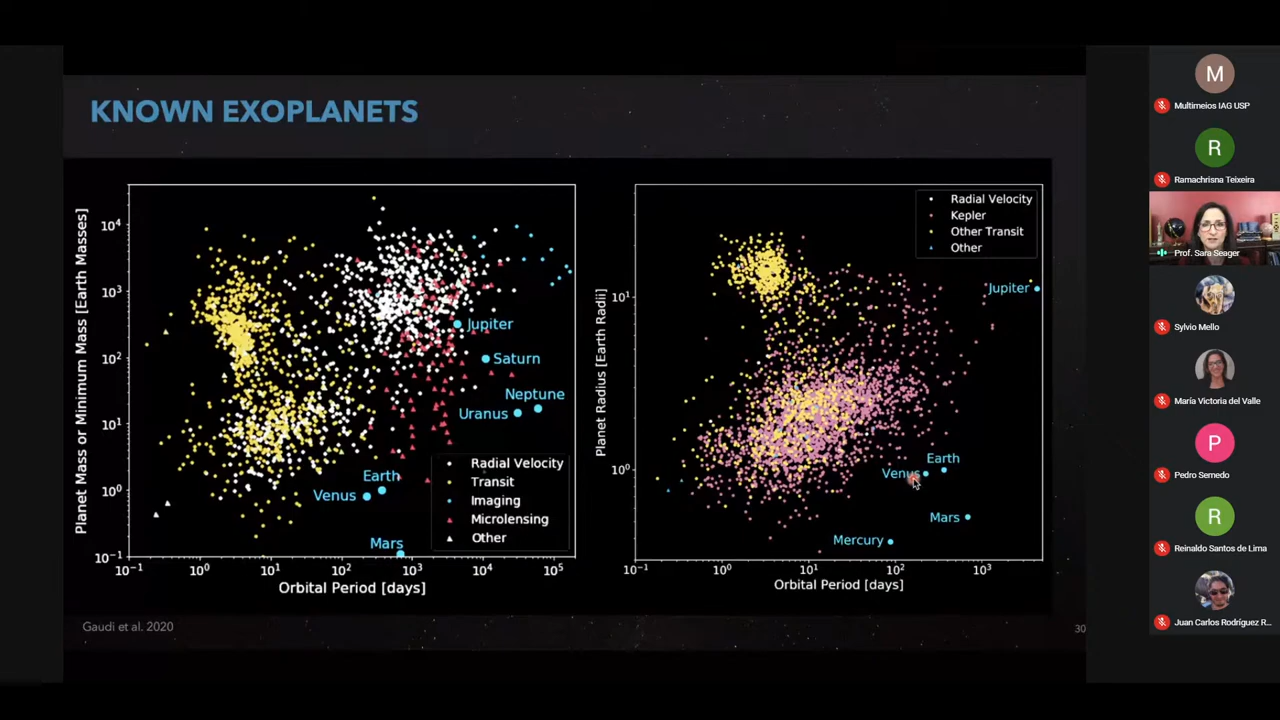 KNOWN EXOPLANETS
Planet Mass or Minimum Mass [Earth Masses]
10⁴
10³
10²
10¹
10⁰
10⁻¹
Jupiter
Saturn
Neptune
Uranus
Earth
Venus
Mars
Radial Velocity
Transit
Imaging
Microlensing
Other
10⁻¹ 10⁰ 10¹ 10² 10³ 10⁴ 10⁵
Orbital Period [days]
Planet Radius [Earth Radii]
10¹
10⁰
Radial Velocity
Kepler
Other Transit
Other
Jupiter
Earth
Venus
Mars
Mercury
10⁻¹ 10⁰ 10¹ 10² 10³
Orbital Period [days]
Gaudi et al. 2020
30
M
Multimeios IAG USP
R
Ramachrisna Teixeira
Prof. Sara Seager
Sylvio Mello
María Victoria del Valle
P
Pedro Semedo
R
Reinaldo Santos de Lima
Juan Carlos Rodríguez R...